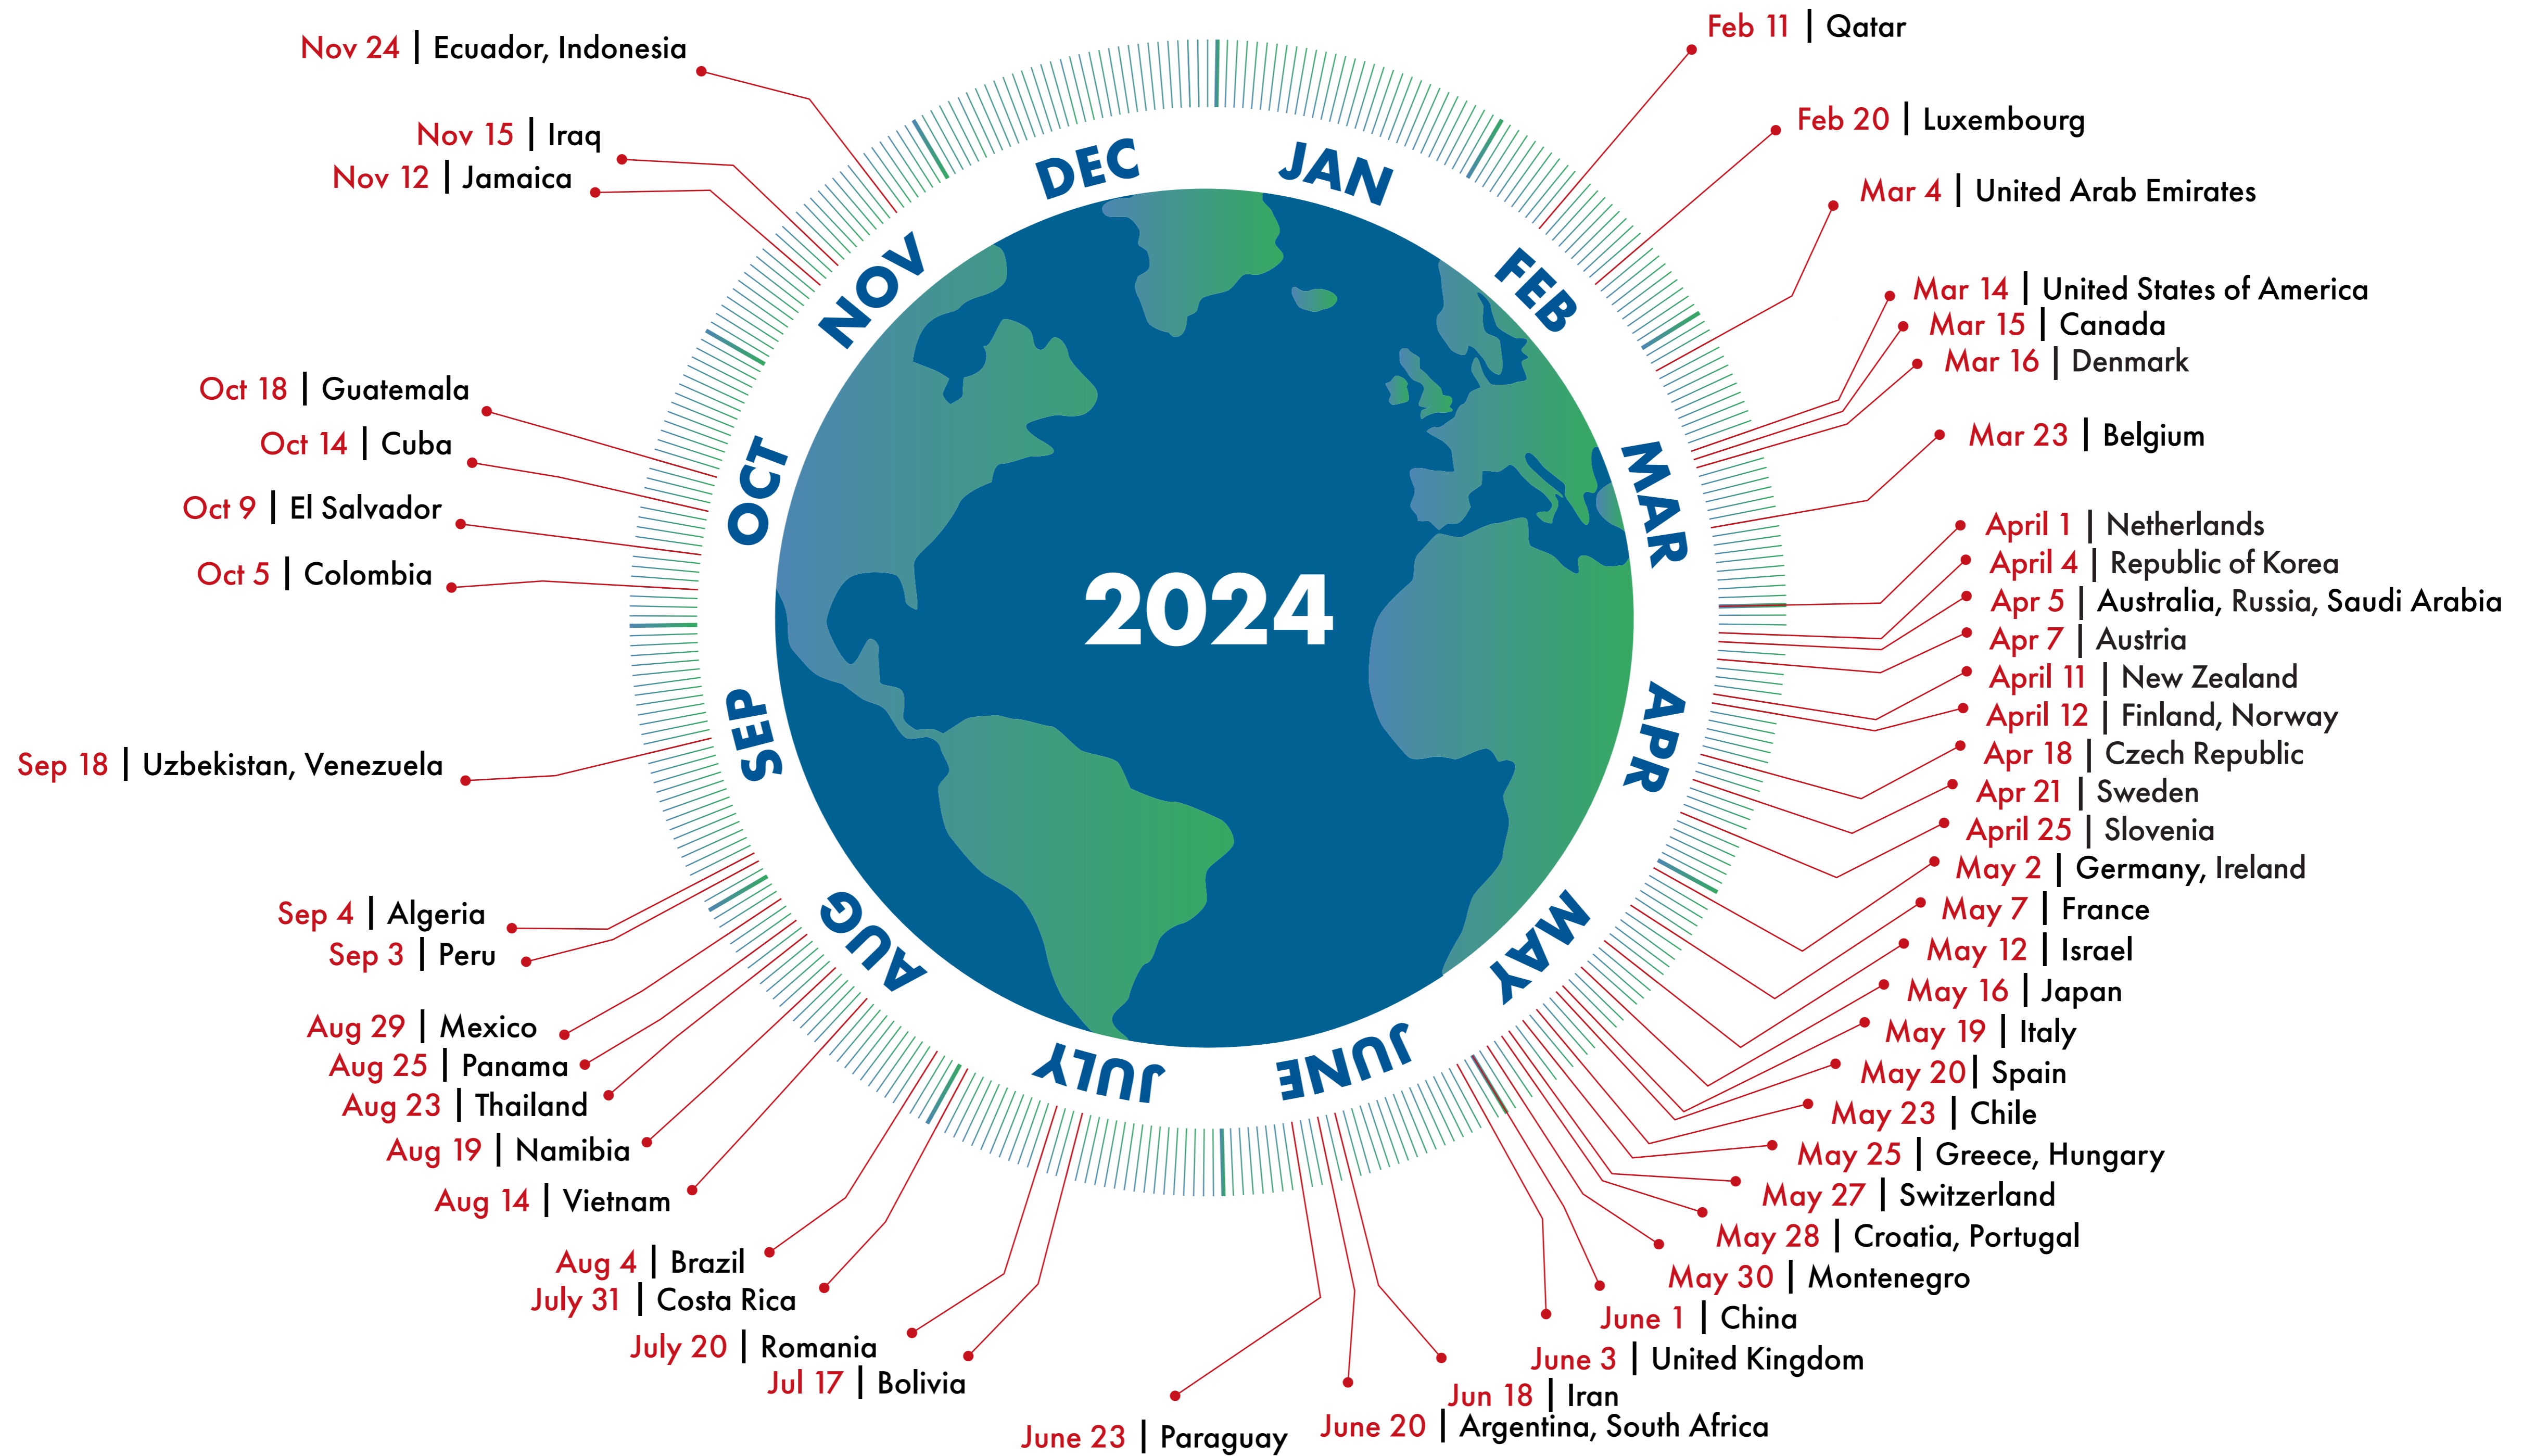 Feb 11 | Qatar
Feb 20 | Luxembourg
Mar 4 | United Arab Emirates
Mar 14 | United States of America
Mar 15 | Canada
Mar 16 | Denmark
Mar 23 | Belgium
April 1 | Netherlands
April 4 | Republic of Korea
Apr 5 | Australia, Russia, Saudi Arabia
Apr 7 | Austria
April 11 | New Zealand
April 12 | Finland, Norway
Apr 18 | Czech Republic
Apr 21 | Sweden
April 25 | Slovenia
May 2 | Germany, Ireland
May 7 | France
May 12 | Israel
May 16 | Japan
May 19 | Italy
May 20| Spain
May 23 | Chile
May 25 | Greece, Hungary
May 27 | Switzerland
May 28 | Croatia, Portugal
May 30 | Montenegro
June 1 | China
June 3 | United Kingdom
Jun 18 | Iran
June 20 | Argentina, South Africa
June 23 | Paraguay
Jul 17 | Bolivia
July 20 | Romania
July 31 | Costa Rica
Aug 4 | Brazil
Aug 14 | Vietnam
Aug 19 | Namibia
Aug 23 | Thailand
Aug 25 | Panama
Aug 29 | Mexico
Sep 3 | Peru
Sep 4 | Algeria
Sep 18 | Uzbekistan, Venezuela
Oct 5 | Colombia
Oct 9 | El Salvador
Oct 14 | Cuba
Oct 18 | Guatemala
Nov 12 | Jamaica
Nov 15 | Iraq
Nov 24 | Ecuador, Indonesia
JAN
FEB
MAR
APR
MAY
JUNE
JULY
AUG
SEP
OCT
NOV
DEC
2024